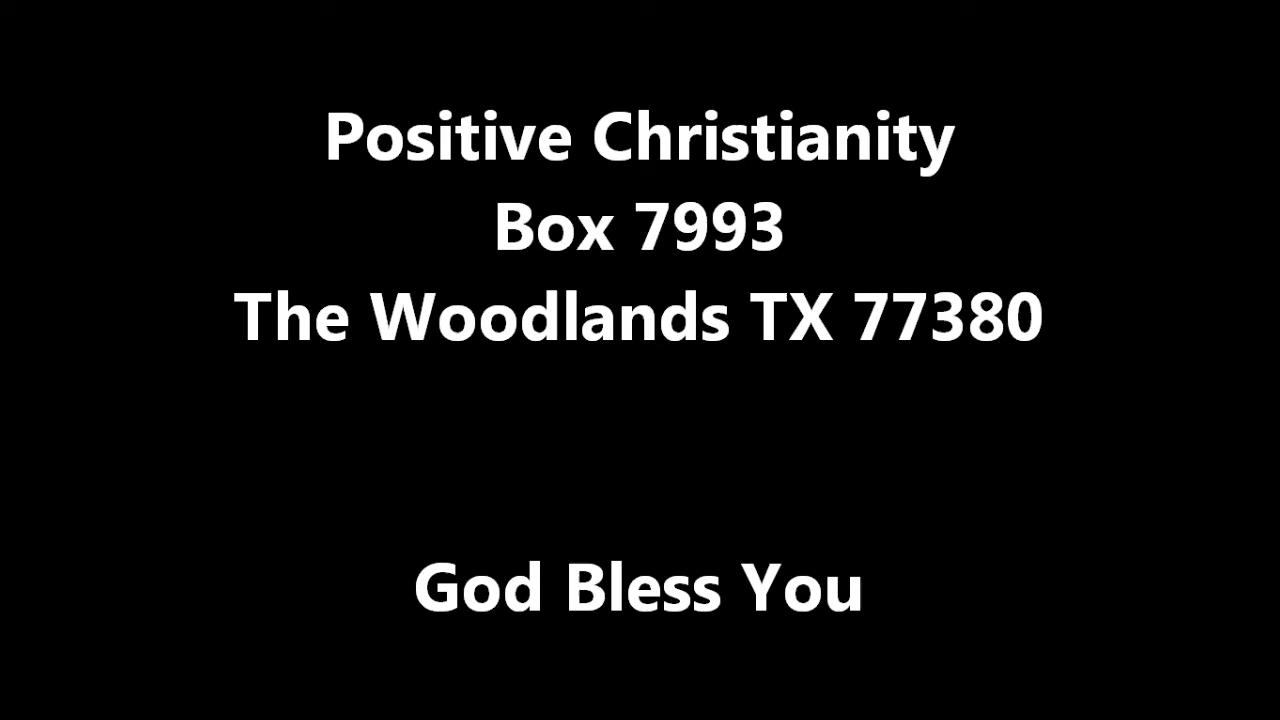 Positive Christianity
Box 7993
The Woodlands TX 77380
God Bless You